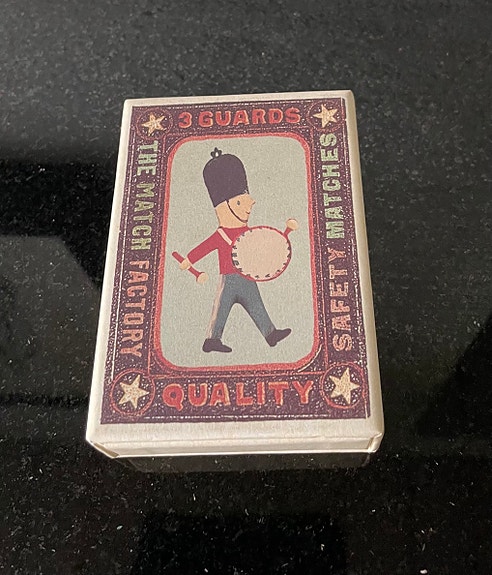 3 GUARDS
THE MATCH FACTORY
SAFETY MATCHES
QUALITY